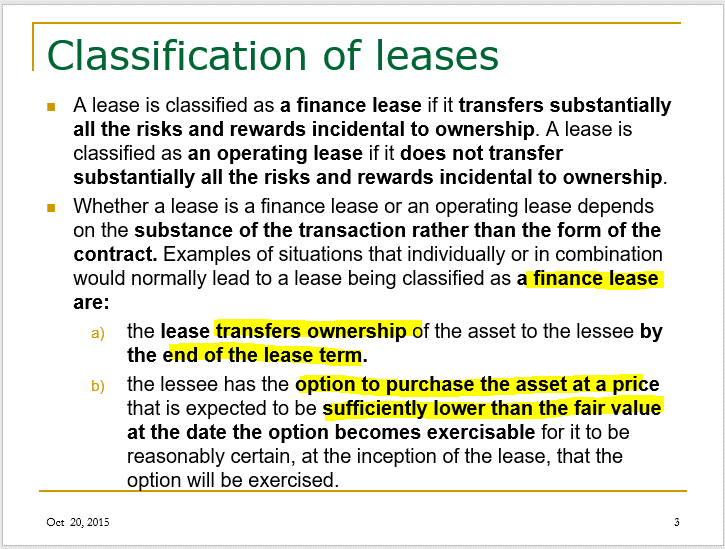 Classification of leases
A lease is classified as a finance lease if it transfers substantially
all the risks and rewards incidental to ownership. A lease is
classified as an operating lease if it does not transfer
substantially all the risks and rewards incidental to ownership.
Whether a lease is a finance lease or an operating lease depends
on the substance of the transaction rather than the form of the
contract. Examples of situations that individually or in combination
would normally lead to a lease being classified as a finance lease
are:
a) the lease transfers ownership of the asset to the lessee by
the end of the lease term.
b) the lessee has the option to purchase the asset at a price
that is expected to be sufficiently lower than the fair value
at the date the option becomes exercisable for it to be
reasonably certain, at the inception of the lease, that the
option will be exercised.
Oct 20, 2015
3